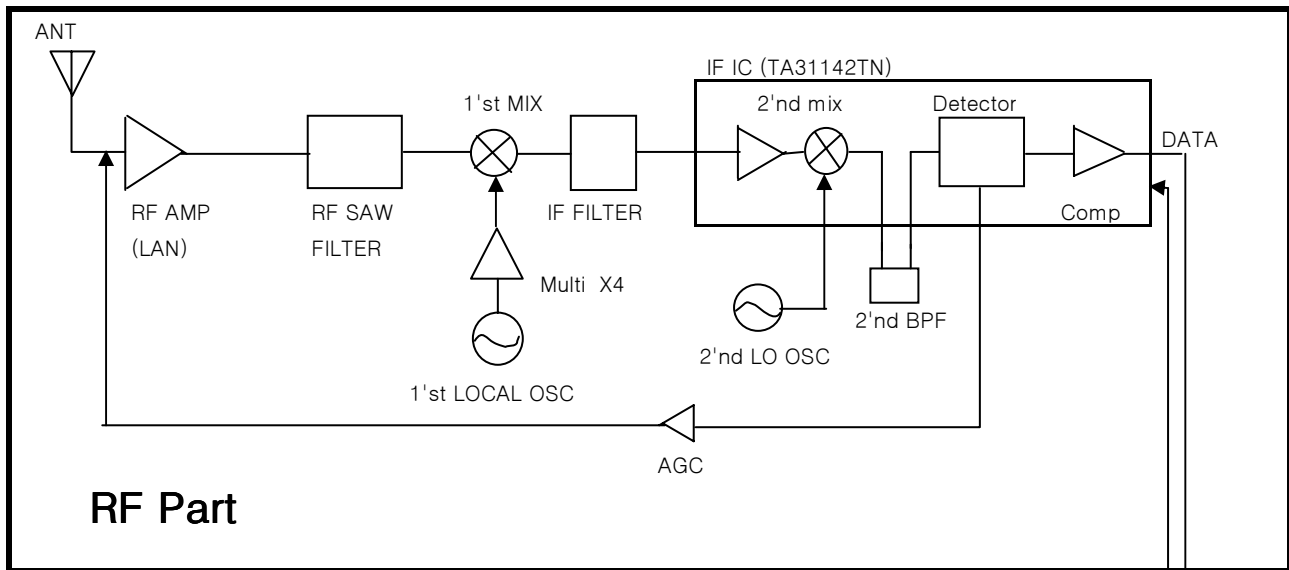 ANT
IF IC (TA31142TN)
1'st MIX
2'nd mix
Detector
DATA
RF AMP
(LAN)
RF SAW
FILTER
IF FILTER
Comp
Multi X4
2'nd BPF
2'nd LO OSC
1'st LOCAL OSC
AGC
RF Part